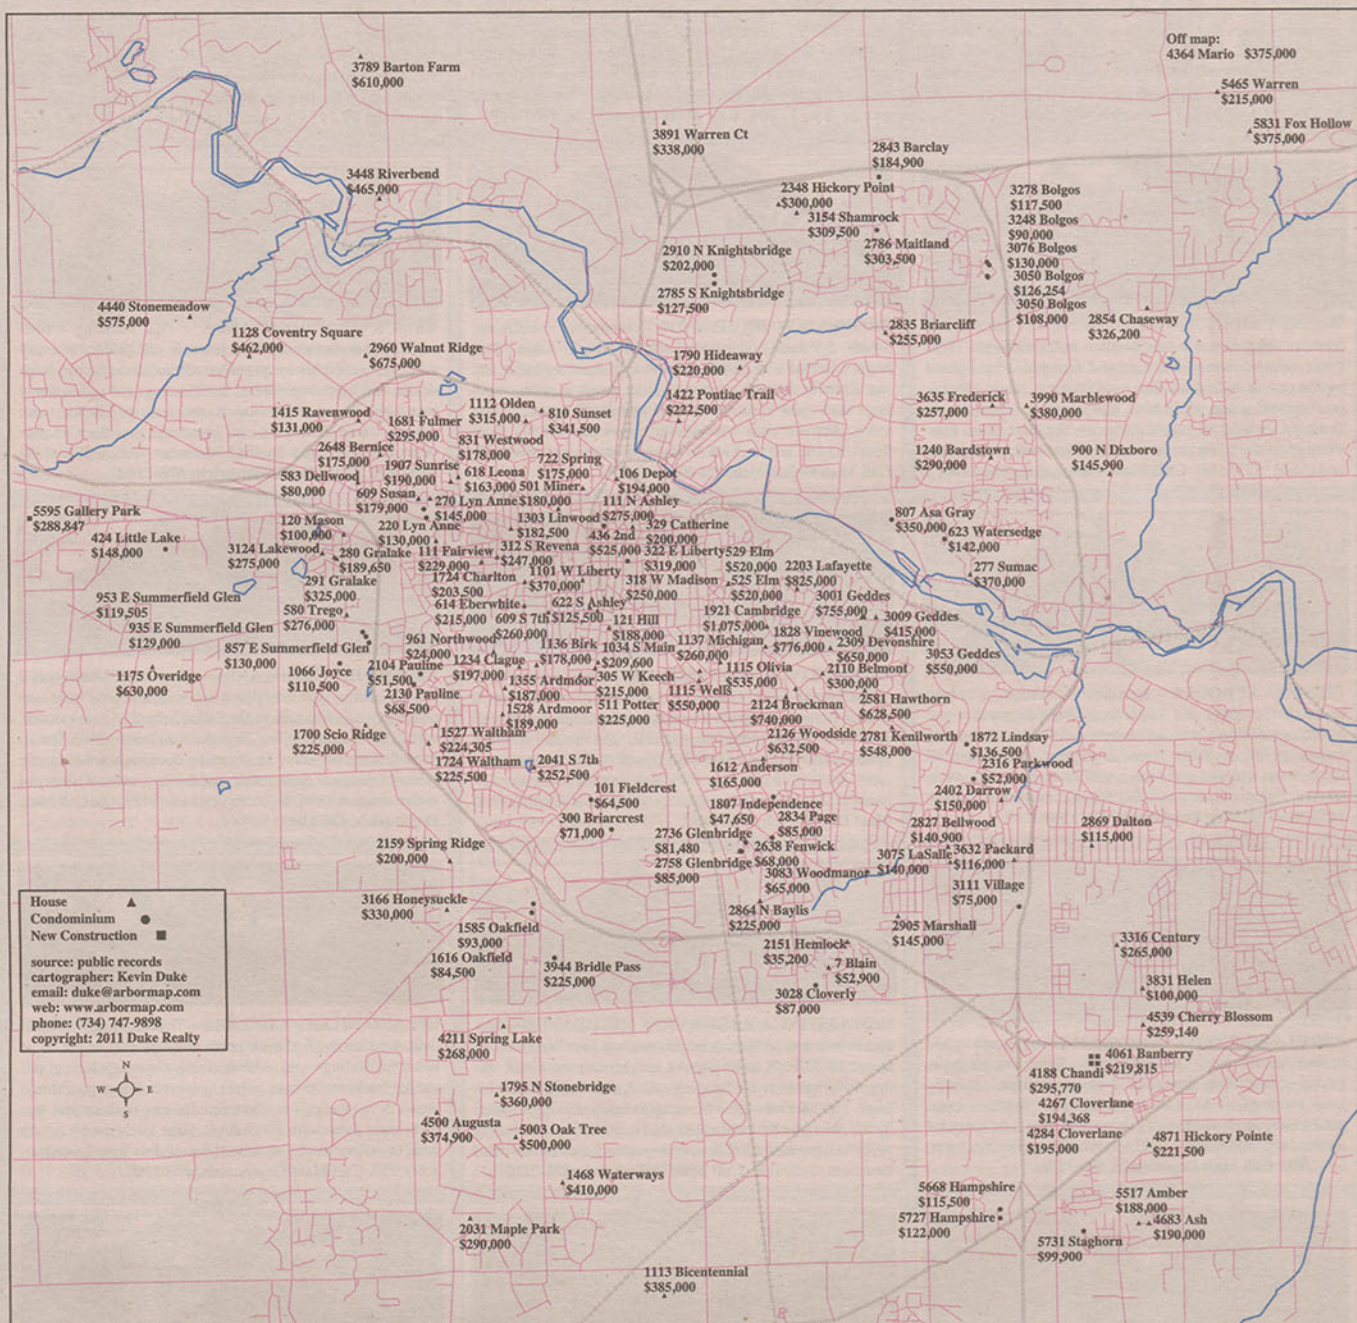 Off map:
4364 Mario $375,000
3789 Barton Farm
$610,000
5465 Warren
$215,000
5831 Fox Hollow
$375,000
3891 Warren Ct
$338,000
2843 Barclay
$184,900
3448 Riverbend
$465,000
2348 Hickory Point
$300,000
3154 Shamrock
$309,500
3278 Bolgos
$117,500
3248 Bolgos
$90,000
3076 Bolgos
$130,000
3050 Bolgos
$126,254
3050 Bolgos
$108,000
2786 Maitland
$303,500
2910 N Knightsbridge
$202,000
2785 S Knightsbridge
$127,500
4440 Stonemeadow
$575,000
2854 Chaseway
$326,200
1128 Coventry Square
$462,000
2960 Walnut Ridge
$675,000
2835 Briarcliff
$255,000
1790 Hideaway
$220,000
1422 Pontiac Trail
$222,500
3635 Frederick
$257,000
3990 Marblewood
$380,000
1415 Ravenwood
$131,000
1681 Fulmer
$295,000
1112 Olden
$315,000
810 Sunset
$341,500
2648 Bernice
$175,000
831 Westwood
$178,000
1240 Bardstown
$290,000
900 N Dixboro
$145,900
583 Dellwood
$80,000
1907 Sunrise
$190,000
618 Leona
$163,000
722 Spring
$175,000
501 Miner
$180,000
106 Depot
$194,000
609 Susan
$179,000
270 Lyn Anne
$145,000
111 N Ashley
$275,000
5595 Gallery Park
$288,847
120 Mason
$100,000
220 Lyn Anne
$130,000
1303 Linwood
$182,500
436 2nd
$525,000
329 Catherine
$200,000
807 Asa Gray
$350,000
623 Watersedge
$142,000
424 Little Lake
$148,000
3124 Lakewood
$275,000
280 Gralake
$189,650
111 Fairview
$229,000
312 S Revena
$247,000
322 E Liberty
$319,000
529 Elm
$520,000
2203 Lafayette
$825,000
277 Sumac
$370,000
291 Gralake
$325,000
1724 Charlton
$203,500
1101 W Liberty
$370,000
318 W Madison
$250,000
525 Elm
$520,000
3001 Geddes
$755,000
953 E Summerfield Glen
$119,505
580 Trego
$276,000
614 Eberwhite
$215,000
622 S Ashley
$125,500
609 S 7th
$260,000
121 Hill
$188,000
1921 Cambridge
$1,075,000
3009 Geddes
$415,000
935 E Summerfield Glen
$129,000
857 E Summerfield Glen
$130,000
961 Northwood
$24,000
1136 Birk
$178,000
1034 S Main
$209,600
1137 Michigan
$260,000
1828 Vinewood
$776,000
2309 Devonshire
$650,000
3053 Geddes
$550,000
1175 Overidge
$630,000
1066 Joyce
$110,500
2104 Pauline
$51,500
1234 Clague
$197,000
1115 Olivia
$535,000
2110 Belmont
$300,000
1355 Ardmoor
$187,000
305 W Keech
$215,000
2130 Pauline
$68,500
1115 Wells
$550,000
511 Potter
$225,000
2124 Brockman
$740,000
2581 Hawthorn
$628,500
1528 Ardmoor
$189,000
1700 Scio Ridge
$225,000
1527 Waltham
$224,305
2126 Woodside
$632,500
2781 Kenilworth
$548,000
1872 Lindsay
$136,500
1724 Waltham
$225,500
2041 S 7th
$252,500
1612 Anderson
$165,000
2316 Parkwood
$52,000
101 Fieldcrest
$64,500
2402 Darrow
$150,000
1807 Independence
$47,650
300 Briarcrest
$71,000
2834 Page
$85,000
2827 Bellwood
$140,900
2869 Dalton
$115,000
2736 Glenbridge
$81,480
2638 Fenwick
$68,000
2159 Spring Ridge
$200,000
2758 Glenbridge
$85,000
3075 LaSalle
$140,000
3632 Packard
$116,000
3083 Woodmanor
$65,000
3111 Village
$75,000
3166 Honeysuckle
$330,000
2864 N Baylis
$225,000
1585 Oakfield
$93,000
2905 Marshall
$145,000
2151 Hemlock
$35,200
3316 Century
$265,000
1616 Oakfield
$84,500
3944 Bridle Pass
$225,000
7 Blain
$52,900
3831 Helen
$100,000
3028 Cloverly
$87,000
4539 Cherry Blossom
$259,140
4211 Spring Lake
$268,000
4061 Banberry
$219,815
4188 Chandi
$295,770
1795 N Stonebridge
$360,000
4267 Cloverlane
$194,368
4500 Augusta
$374,900
5003 Oak Tree
$500,000
4284 Cloverlane
$195,000
4871 Hickory Pointe
$221,500
1468 Waterways
$410,000
5668 Hampshire
$115,500
5517 Amber
$188,000
5727 Hampshire
$122,000
4683 Ash
$190,000
2031 Maple Park
$290,000
5731 Staghorn
$99,900
1113 Bicentennial
$385,000
House
Condominium
New Construction
source: public records
cartographer: Kevin Duke
email: duke@arbormap.com
web: www.arbormap.com
phone: (734) 747-9898
copyright: 2011 Duke Realty
N
W E
S